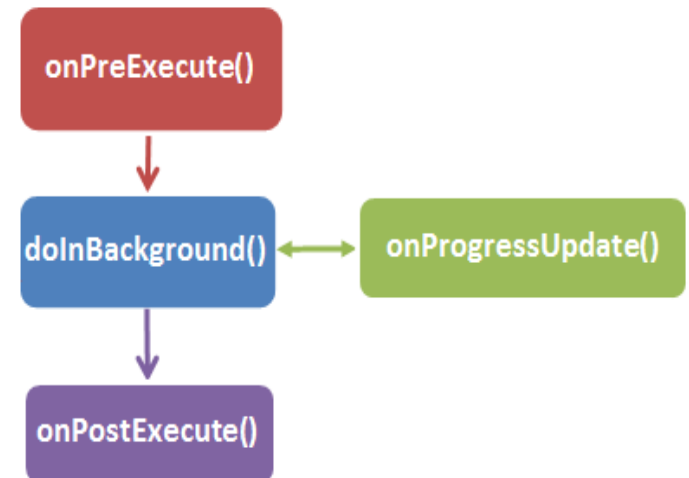 onPreExecute()
doInBackground()
onProgressUpdate()
onPostExecute()